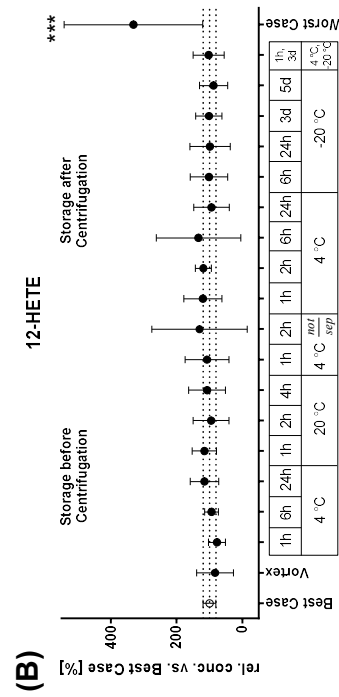 (B)
12-HETE
Storage before
Centrifugation
Storage after
Centrifugation
***
rel. conc. vs. Best Case [%]
400
200
0
Best Case
Vortex
1h 6h 24h 1h 2h 4h 1h 2h 1h 2h 6h 24h 6h 24h 3d 5d 1h, 3d
Worst Case
4 °C 20 °C 4 °C not sep 4 °C -20 °C 4 °C, -20 °C